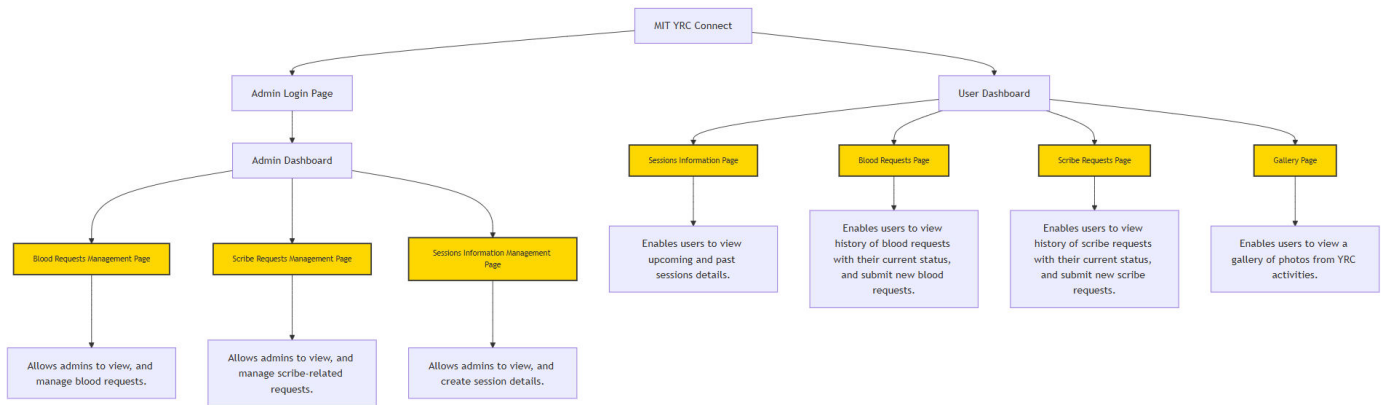 MIT YRC Connect
Admin Login Page
User Dashboard
Admin Dashboard
Sessions Information Page
Blood Requests Page
Scribe Requests Page
Gallery Page
Enables users to view
upcoming and past
sessions details.
Enables users to view
history of blood requests
with their current status,
and submit new blood
requests.
Enables users to view
history of scribe requests
with their current status,
and submit new scribe
requests.
Enables users to view a
gallery of photos from YRC
activities.
Blood Requests Management Page
Scribe Requests Management Page
Sessions Information Management
Page
Allows admins to view, and
manage blood requests.
Allows admins to view, and
manage scribe-related
requests.
Allows admins to view, and
create session details.